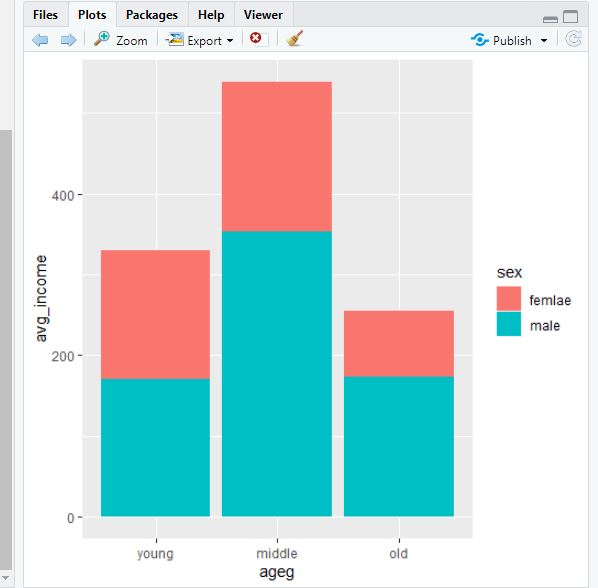 Files Plots Packages Help Viewer
Zoom Export Publish
400
200
0
avg_income
young middle old
ageg
sex
femlae
male